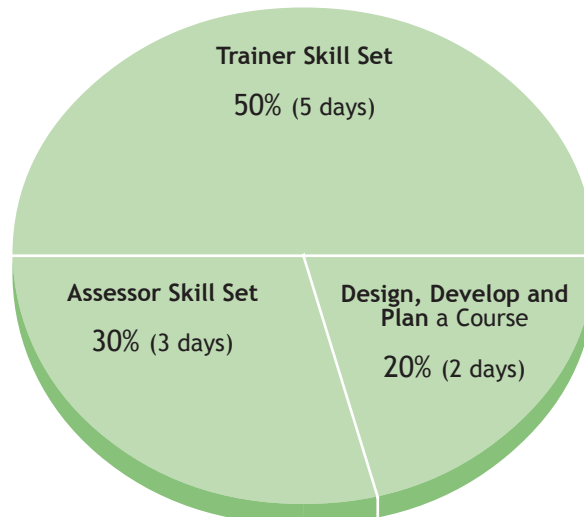 Trainer Skill Set
50% (5 days)
Assessor Skill Set
30% (3 days)
Design, Develop and
Plan a Course
20% (2 days)